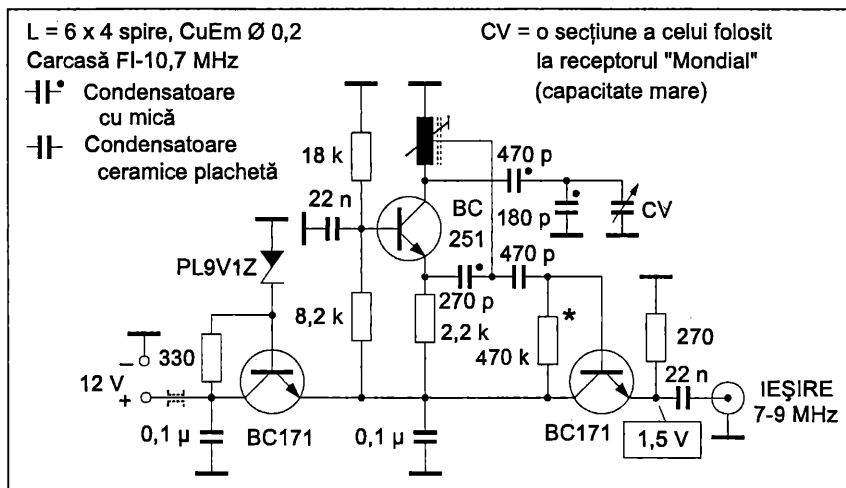 L = 6 x 4 spire, CuEm Ø 0,2
Carcasă FI-10,7 MHz
Condensatoare
cu mică
Condensatoare
ceramice plachetă
CV = o secțiune a celui folosit
la receptorul "Mondial"
(capacitate mare)
18 k
470 p
22 n
BC
251
180 p
CV
PL9V1Z
470 p
8,2 k
270 p
2,2 k
*
470 k
270
330
−
12 V
+
22 n
IEȘIRE
7-9 MHz
0,1 µ
BC171
0,1 µ
BC171
1,5 V